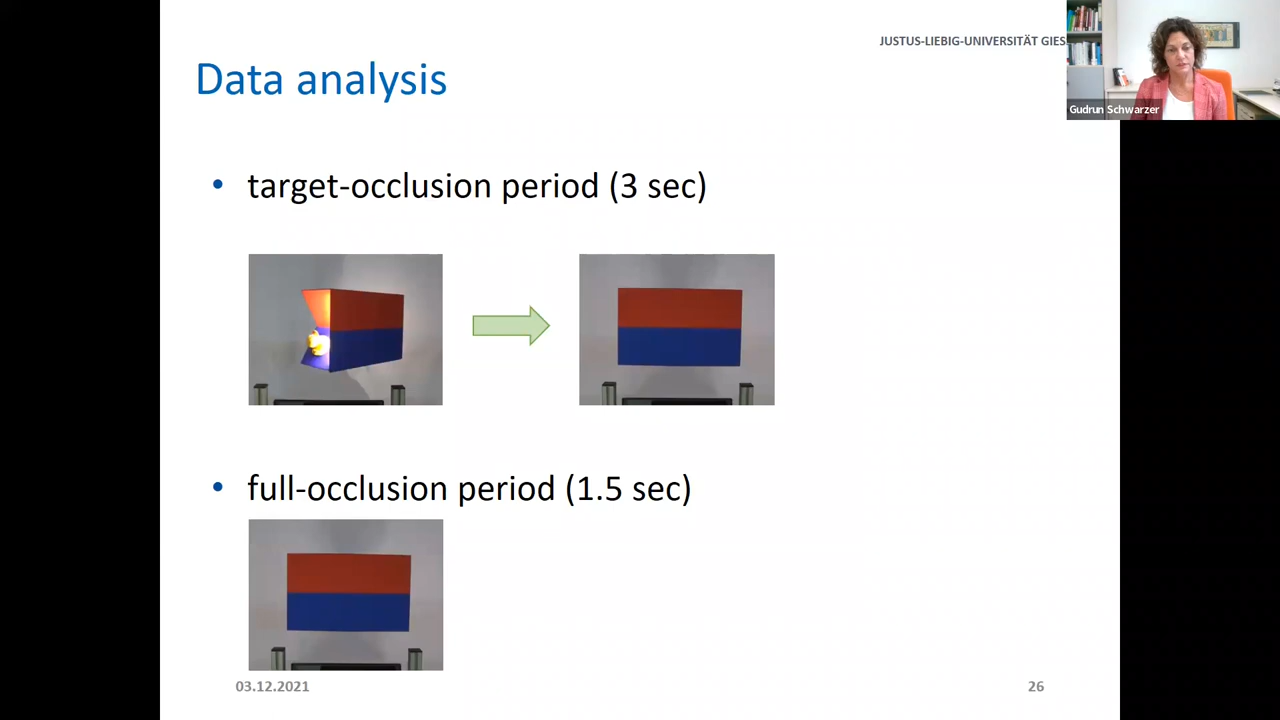 JUSTUS-LIEBIG-UNIVERSITÄT GIES
Data analysis
Gudrun Schwarzer
• target-occlusion period (3 sec)
• full-occlusion period (1.5 sec)
03.12.2021
26